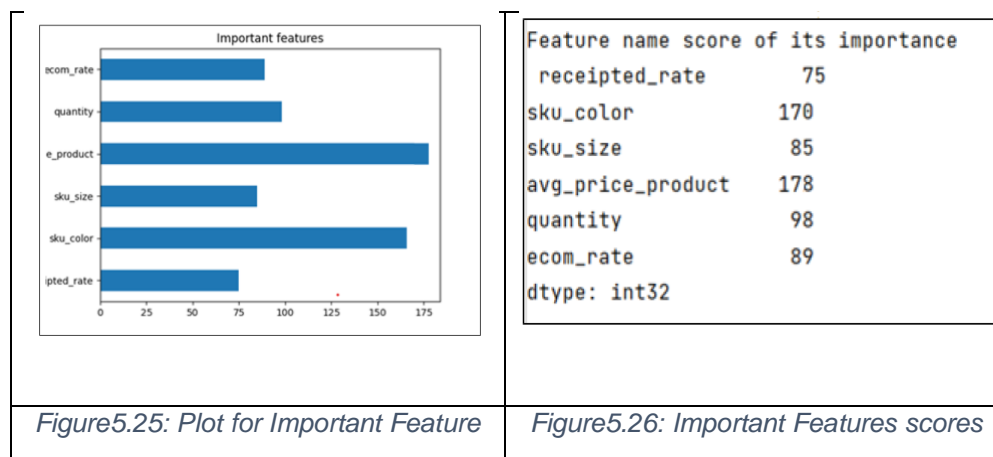 Important features
ecom_rate
quantity
e_product
sku_size
sku_color
ipted_rate
0 25 50 75 100 125 150 175
Feature name score of its importance
receipted_rate 75
sku_color 170
sku_size 85
avg_price_product 178
quantity 98
ecom_rate 89
dtype: int32
Figure5.25: Plot for Important Feature
Figure5.26: Important Features scores